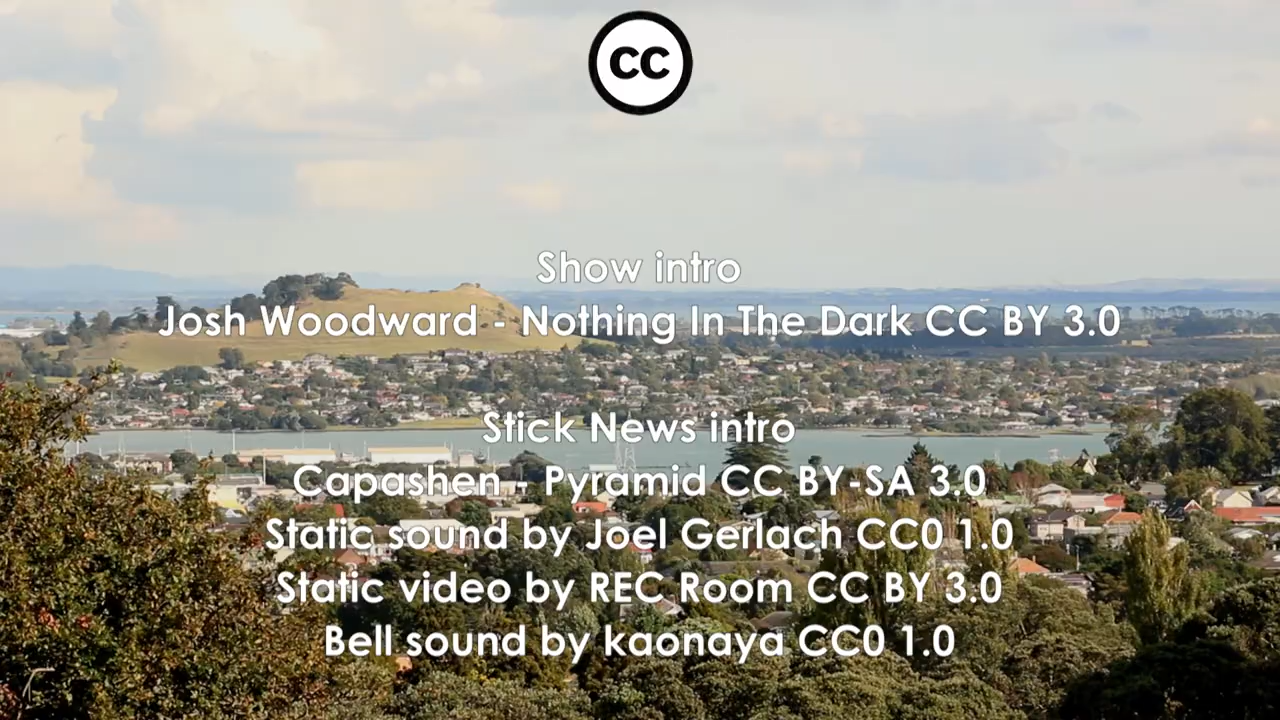 CC
Show intro
Josh Woodward - Nothing In The Dark CC BY 3.0
Stick News intro
Capashen - Pyramid CC BY-SA 3.0
Static sound by Joel Gerlach CC0 1.0
Static video by REC Room CC BY 3.0
Bell sound by kaonaya CC0 1.0